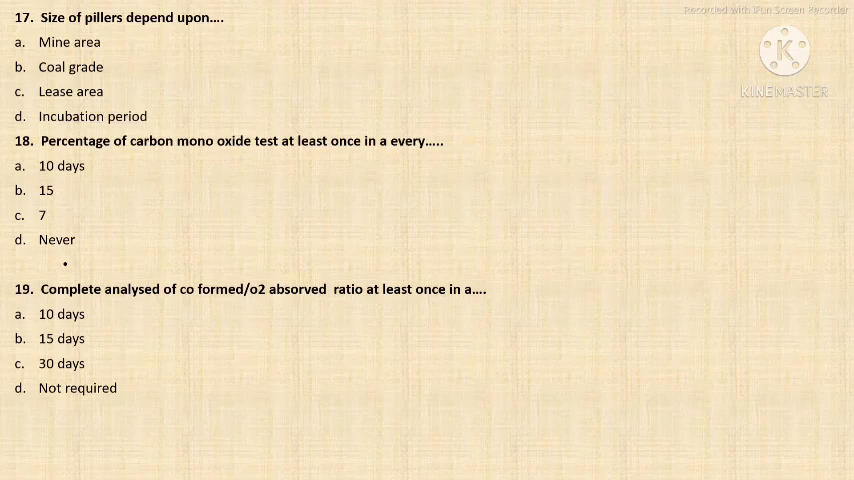 Recorded with iFun Screen Recorder
17. Size of pillers depend upon….
a. Mine area
b. Coal grade
c. Lease area
d. Incubation period
18. Percentage of carbon mono oxide test at least once in a every…..
a. 10 days
b. 15
c. 7
d. Never
•
19. Complete analysed of co formed/o2 absorved ratio at least once in a….
a. 10 days
b. 15 days
c. 30 days
d. Not required
K
KINEMASTER